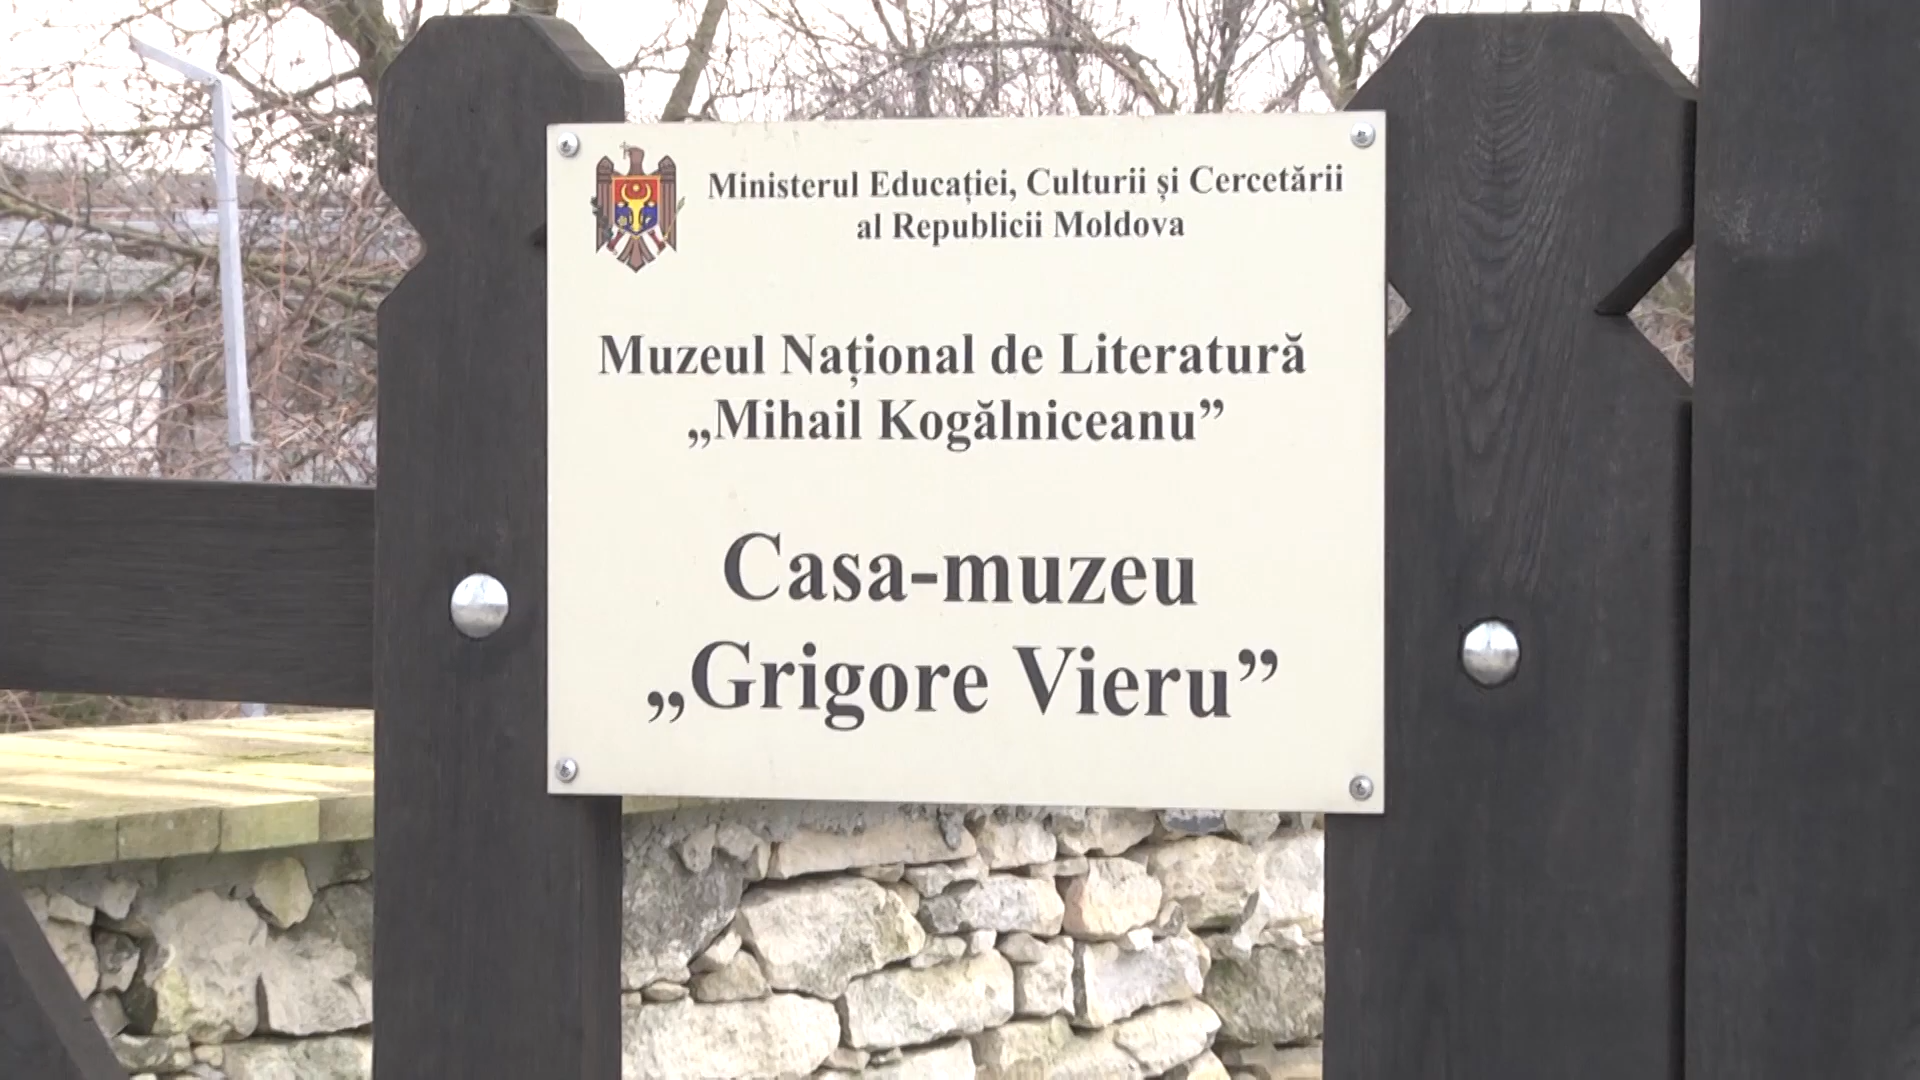 Ministerul Educației, Culturii și Cercetării
al Republicii Moldova
Muzeul Național de Literatură
„Mihail Kogălniceanu”
Casa-muzeu
„Grigore Vieru”